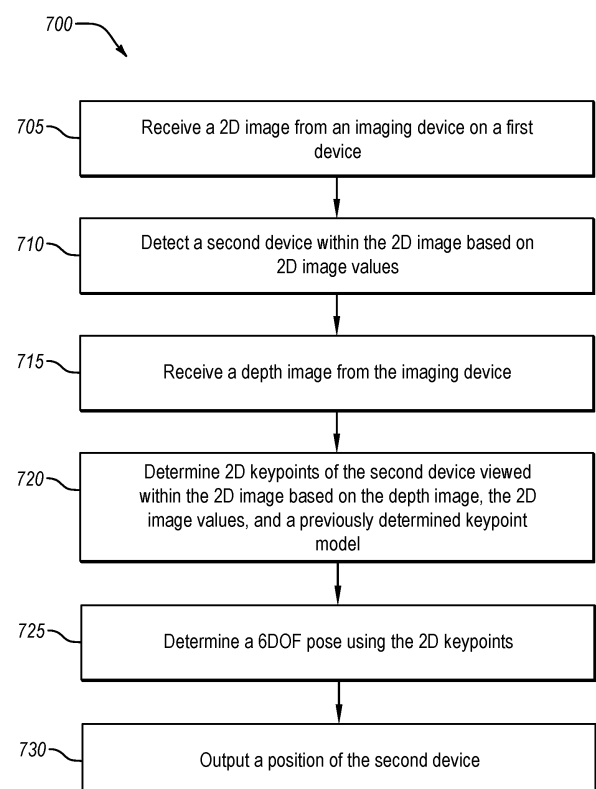 700
705
Receive a 2D image from an imaging device on a first
device
710
Detect a second device within the 2D image based on
2D image values
715
Receive a depth image from the imaging device
720
Determine 2D keypoints of the second device viewed
within the 2D image based on the depth image, the 2D
image values, and a previously determined keypoint
model
725
Determine a 6DOF pose using the 2D keypoints
730
Output a position of the second device